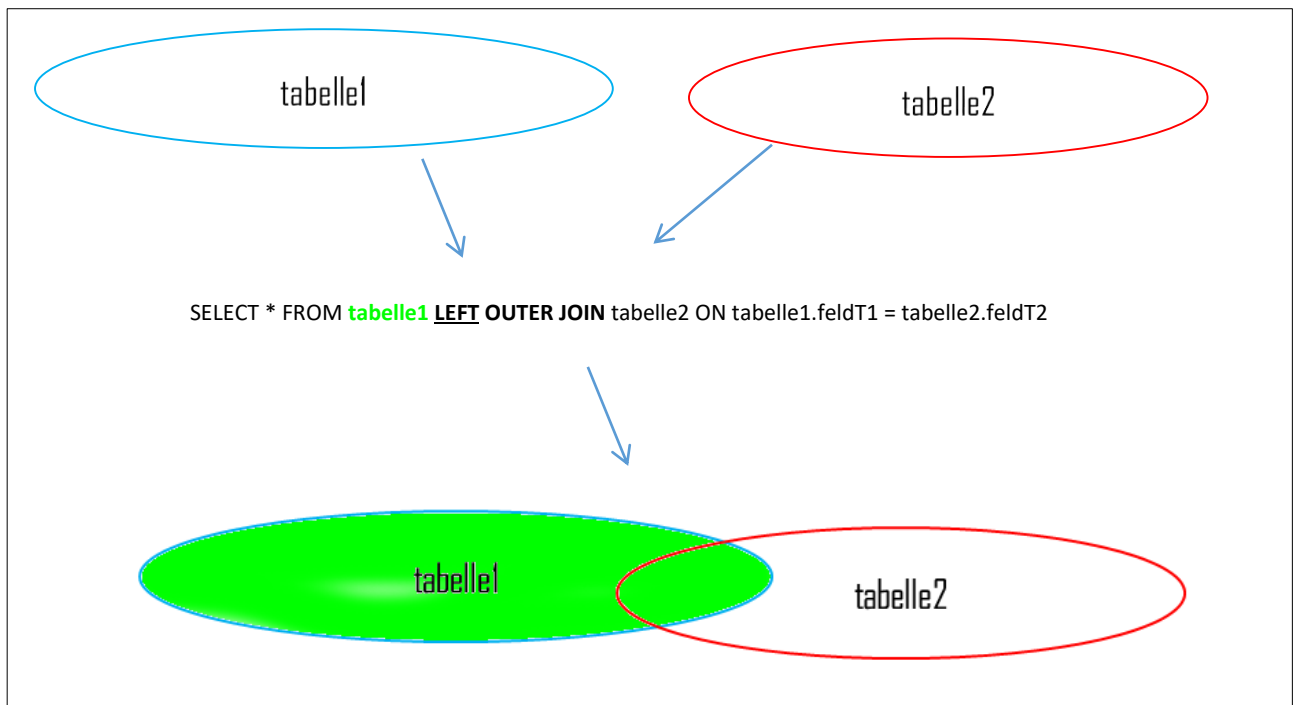 tabelle1
tabelle2
SELECT * FROM tabelle1 LEFT OUTER JOIN tabelle2 ON tabelle1.feldT1 = tabelle2.feldT2
tabelle1
tabelle2